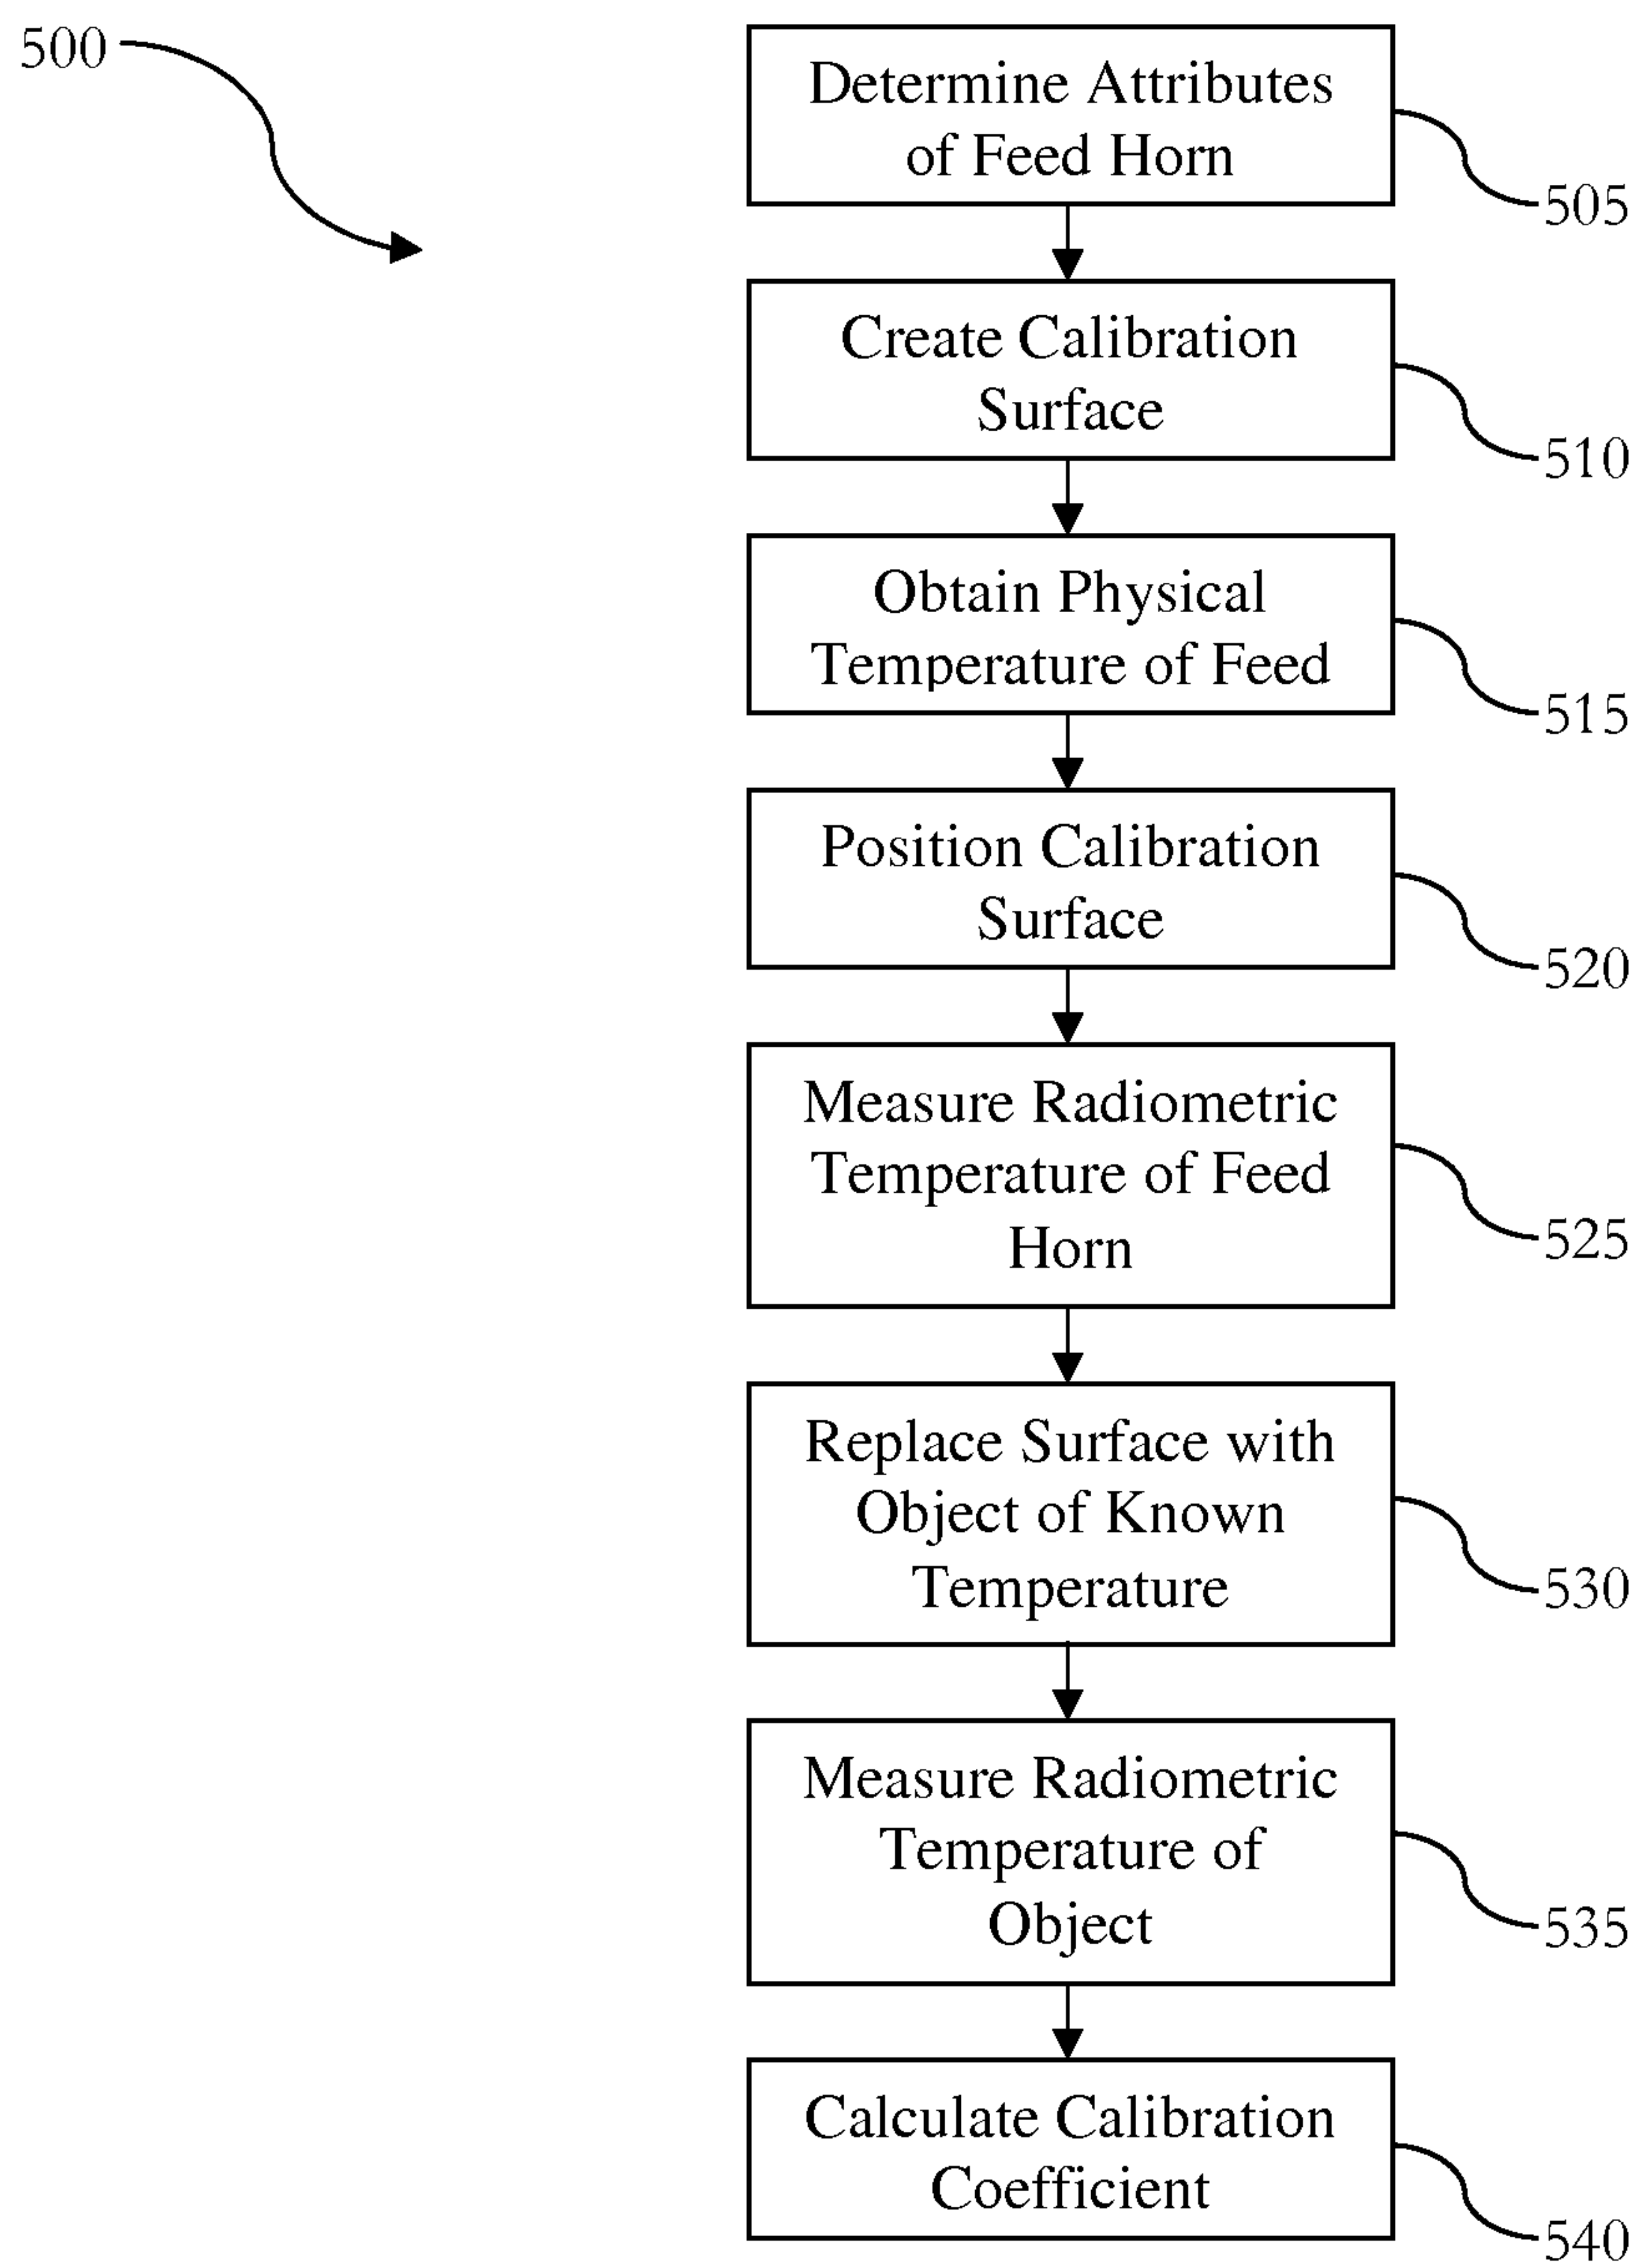 500
Determine Attributes
of Feed Horn
505
Create Calibration
Surface
510
Obtain Physical
Temperature of Feed
515
Position Calibration
Surface
520
Measure Radiometric
Temperature of Feed
Horn
525
Replace Surface with
Object of Known
Temperature
530
Measure Radiometric
Temperature of
Object
535
Calculate Calibration
Coefficient
540